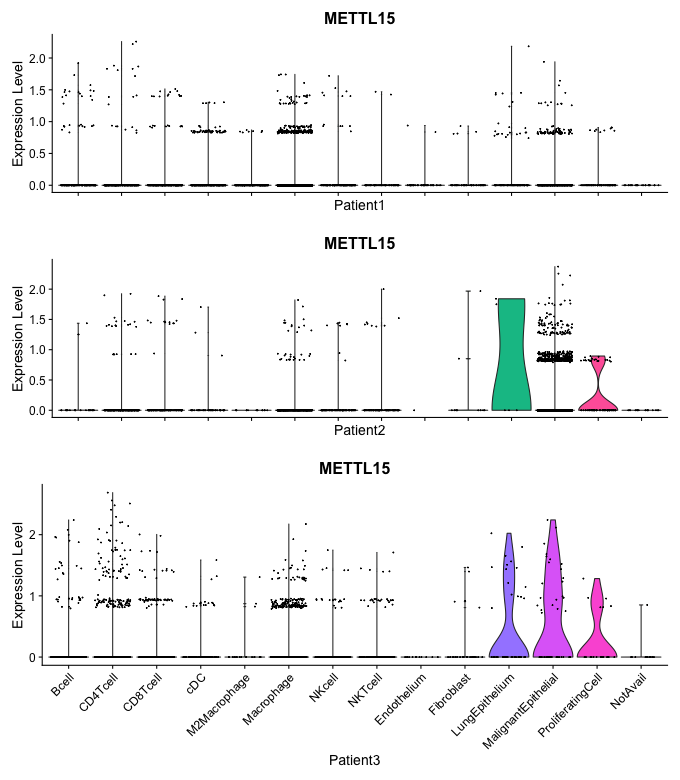 METTL15
Expression Level
2.0
1.5
1.0
0.5
0.0
Patient1
METTL15
Expression Level
2.0
1.5
1.0
0.5
0.0
Patient2
METTL15
Expression Level
2
1
0
Bcell
CD4Tcell
CD8Tcell
cDC
M2Macrophage
Macrophage
NKcell
NKTcell
Endothelium
Fibroblast
LungEpithelium
MalignantEpithelial
ProliferatingCell
NotAvail
Patient3